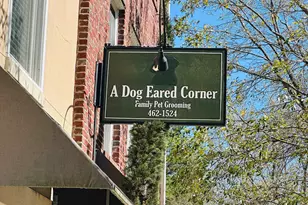 A Dog Eared Corner
Family Pet Grooming
462-1524